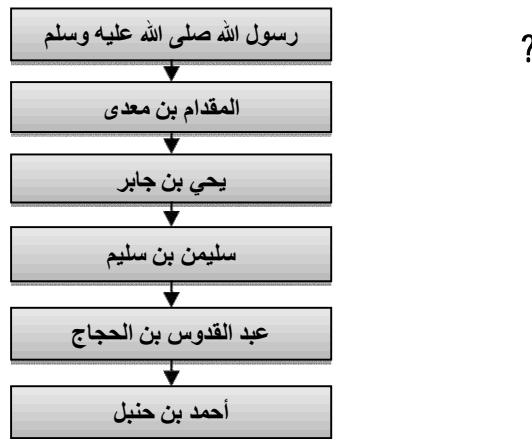 رسول الله صلى الله عليه وسلم
?
المقدام بن معدى
يحي بن جابر
سليمن بن سليم
عبد القدوس بن الحجاج
أحمد بن حنبل